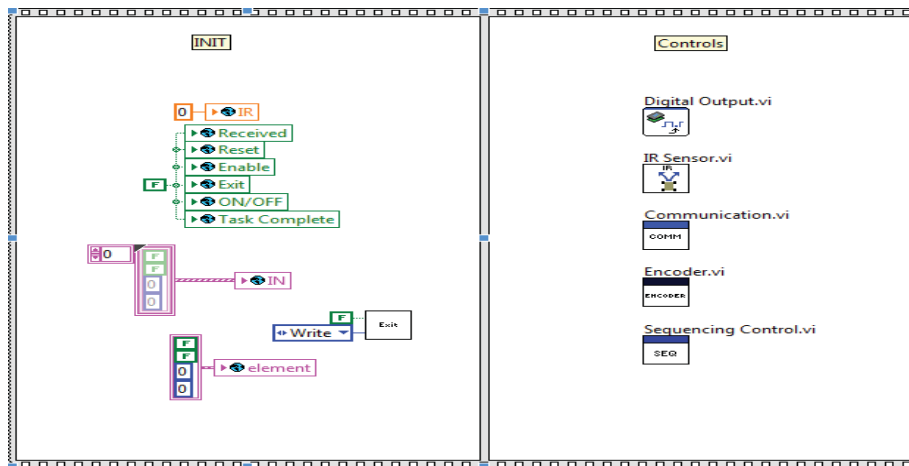 INIT
0 IR
Received
Reset
Enable
F Exit
ON/OFF
Task Complete
0 F
F
0
0
IN
F
Write
Exit
F
F
0
0
element
Controls
Digital Output.vi
IR Sensor.vi
IR
Communication.vi
COMM
Encoder.vi
ENCODER
Sequencing Control.vi
SEQ